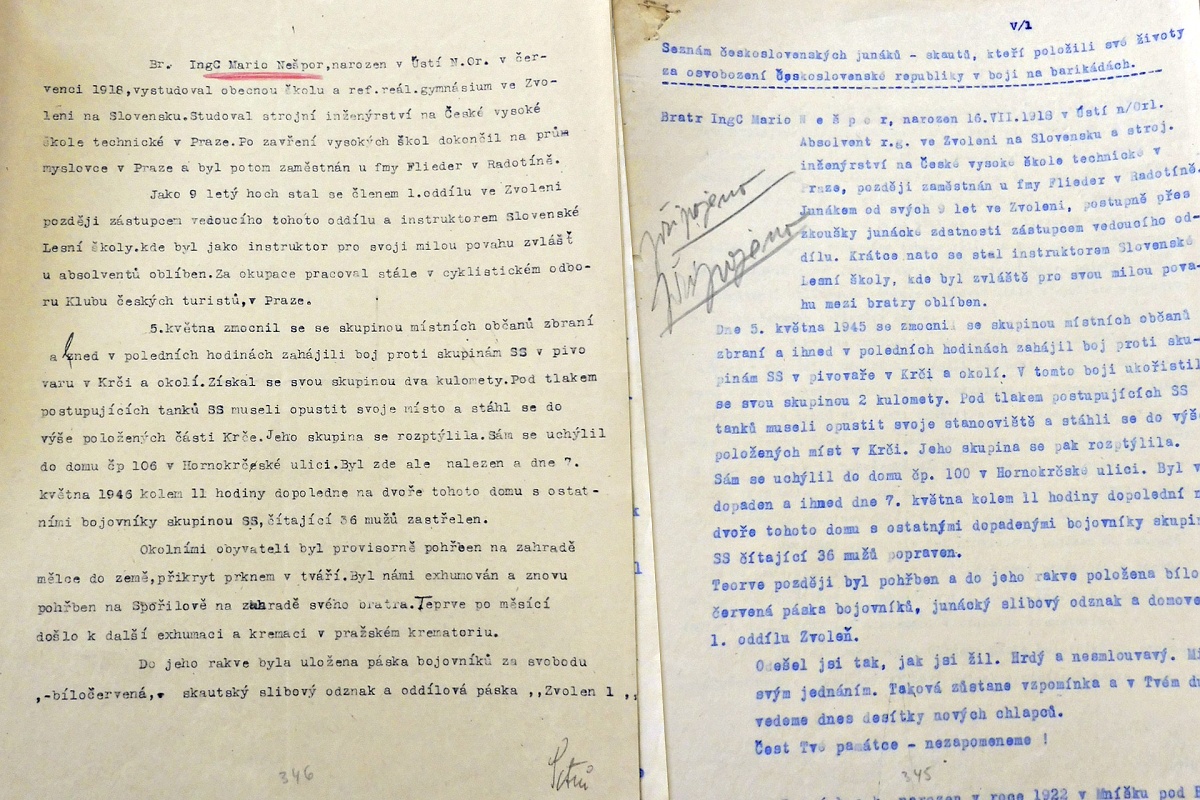 Br. IngC Mario Nešpor,narozen v Ústí N.Or. v čer-
venci 1918,vystudoval obecnou školu a ref.reál.gymnásium ve Zvo-
leni na Slovensku.Studoval strojní inženýrství na České vysoké
škole technické v Praze.Po zavření vysokých škol dokončil na prům
myslovce v Praze a byl potom zaměstnán u fmy Flieder v Radotíně.
Jako 9 letý hoch stal se členem 1.oddílu ve Zvoleni
později zástupcem vedoucího tohoto oddílu a instruktorem Slovenské
Lesní školy.kde byl jako instruktor pro svoji milou povahu zvlášť
u absolventů oblíben.Za okupace pracoval stále v cyklistickém odbo-
ru Klubu českých turistů,v Praze.
5.května zmocnil se se skupinou místních občanů zbraní
a ihned v poledních hodinách zahájili boj proti skupinám SS v pivo
varu v Krči a okolí.Získal se svou skupinou dva kulomety.Pod tlakem
postupujících tanků SS museli opustit svoje místo a stáhl se do
výše položených části Krče.Jeho skupina se rozptýlila.Sám se uchýlil
do domu čp 106 v Hornokrčské ulici.Byl zde ale nalezen a dne 7.
května 1946 kolem 11 hodiny dopoledne na dvoře tohoto domu s ostat-
ními bojovníky skupinou SS,čítající 36 mužů zastřelen.
Okolními obyvateli byl provisorně pohřben na zahradě
mělce do země,přikryt prknem v tváří.Byl námi exhumován a znovu
pohřben na Spořilově na zahradě svého bratra.Teprve po měsící
došlo k další exhumaci a kremaci v pražském krematoriu.
Do jeho rakve byla uložena páska bojovníků za svobodu
,-bíločervená,. skautský slibový odznak a oddílová páska ,,Zvolen 1 ,,
346
V/1
Seznám československých junáků - skautů, kteří položili své životy
za osvobození československé republiky v boji na barikádách.
Bratr IngC Mario N e š p o r, narozen 16.VII.1918 v Ústí n/Orl.
Absolvent r.g. ve Zvoleni na Slovensku a stroj.
inženýrství na České vysoké škole technické v
Praze, později zaměstnán u fmy Flieder v Radotíně.
Junákem od svých 9 let ve Zvoleni, postupně přes
zkoušky junácké zdatnosti zástupcem vedoucího od-
dílu. Krátce nato se stal instruktorem Slovenské
Lesní školy, kde byl zvláště pro svou milou pova-
hu mezi bratry oblíben.
Připojeno
Připojeno
Dne 5. května 1945 se zmocnil se skupinou místních občanů
zbraní a ihned v poledních hodinách zahájil boj proti sku-
pinám SS v pivovaře v Krči a okolí. V tomto boji ukořistil
se svou skupinou 2 kulomety. Pod tlakem postupujících SS
tanků museli opustit svoje stanoviště a stáhli se do výše
položených míst v Krči. Jeho skupina se pak rozptýlila.
Sám se uchýlil do domu čp. 100 v Hornokrčské ulici. Byl v
dopaden a ihned dne 7. května kolem 11 hodiny dopolední n
dvoře tohoto domu s ostatnými dopadenými bojovníky skupin
SS čítající 36 mužů popraven.
Teorve později byl pohřben a do jeho rakve položena bílo
červená páska bojovníků, junácký slibový odznak a domove
1. oddílu Zvoleň.
Odešel jsi tak, jak jsi žil. Hrdý a nesmlouvavý. Mi
svým jednáním. Taková zůstane vzpomínka a v Tvém du
vedeme dnes desítky nových chlapců.
Čest Tvé památce - nezapomeneme !
345
narozen v roce 1922 v Mníšku pod